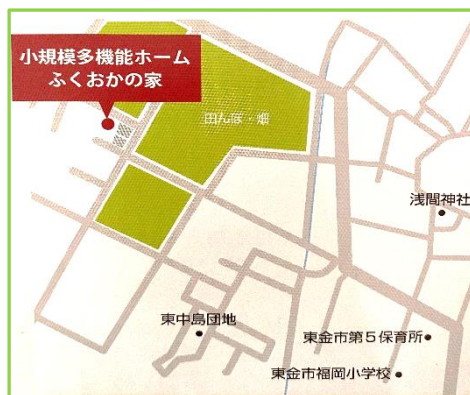 小規模多機能ホーム
ふくおかの家
田んぼ・畑
浅間神社
東中島団地
東金市第5保育所
東金市福岡小学校